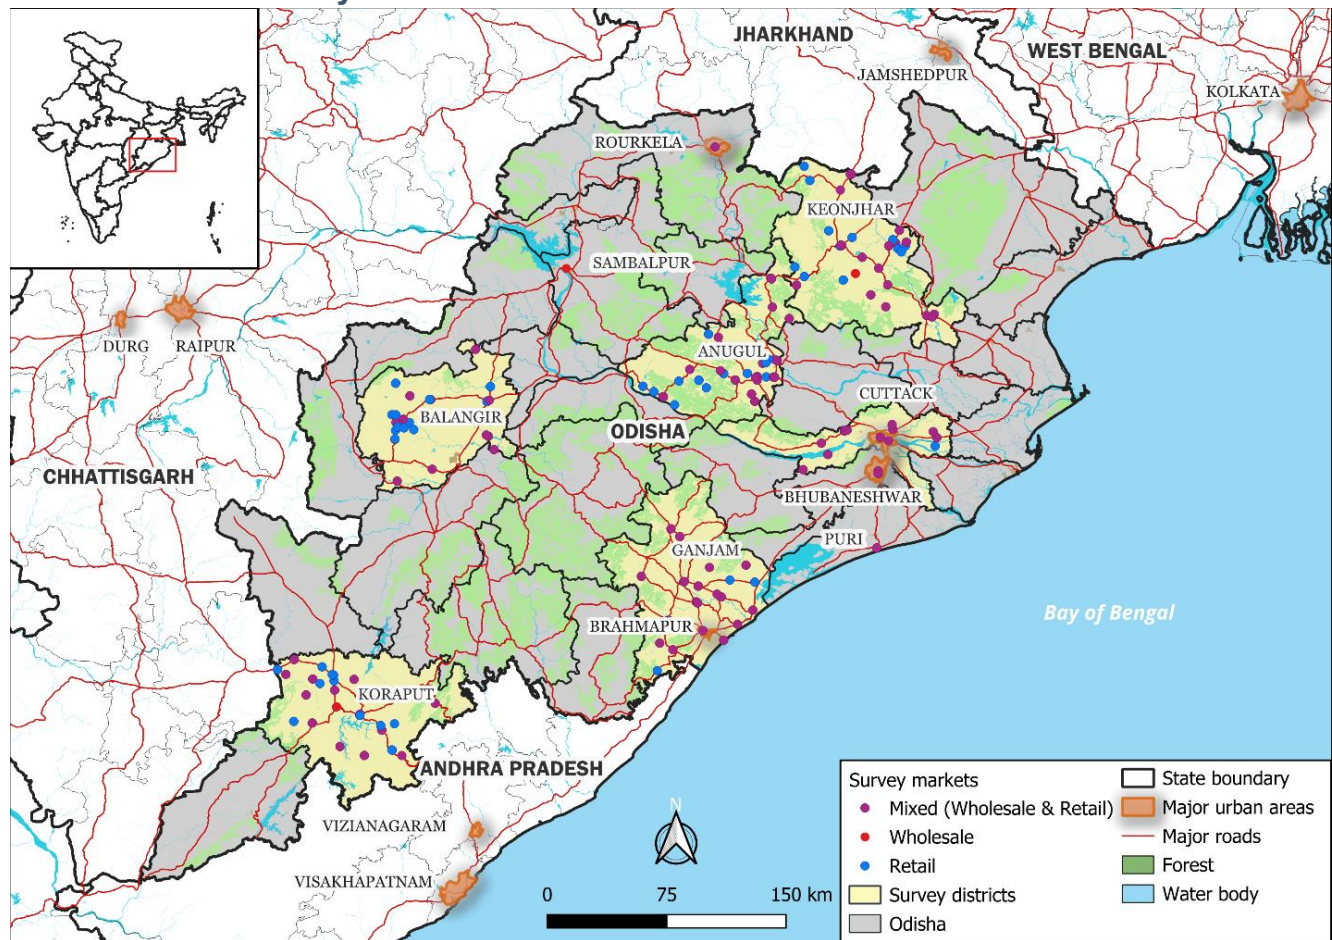 JHARKHAND
WEST BENGAL
JAMSHEDPUR
KOLKATA
ROURKELA
KEONJHAR
SAMBALPUR
DURG
RAIPUR
ANUGUL
CUTTACK
BALANGIR
ODISHA
CHHATTISGARH
BHUBANESHWAR
PURI
GANJAM
Bay of Bengal
BRAHMAPUR
KORAPUT
ANDHRA PRADESH
VIZIANAGARAM
VISAKHAPATNAM
N
0 75 150 km
Survey markets
Mixed (Wholesale & Retail)
Wholesale
Retail
Survey districts
Odisha
State boundary
Major urban areas
Major roads
Forest
Water body